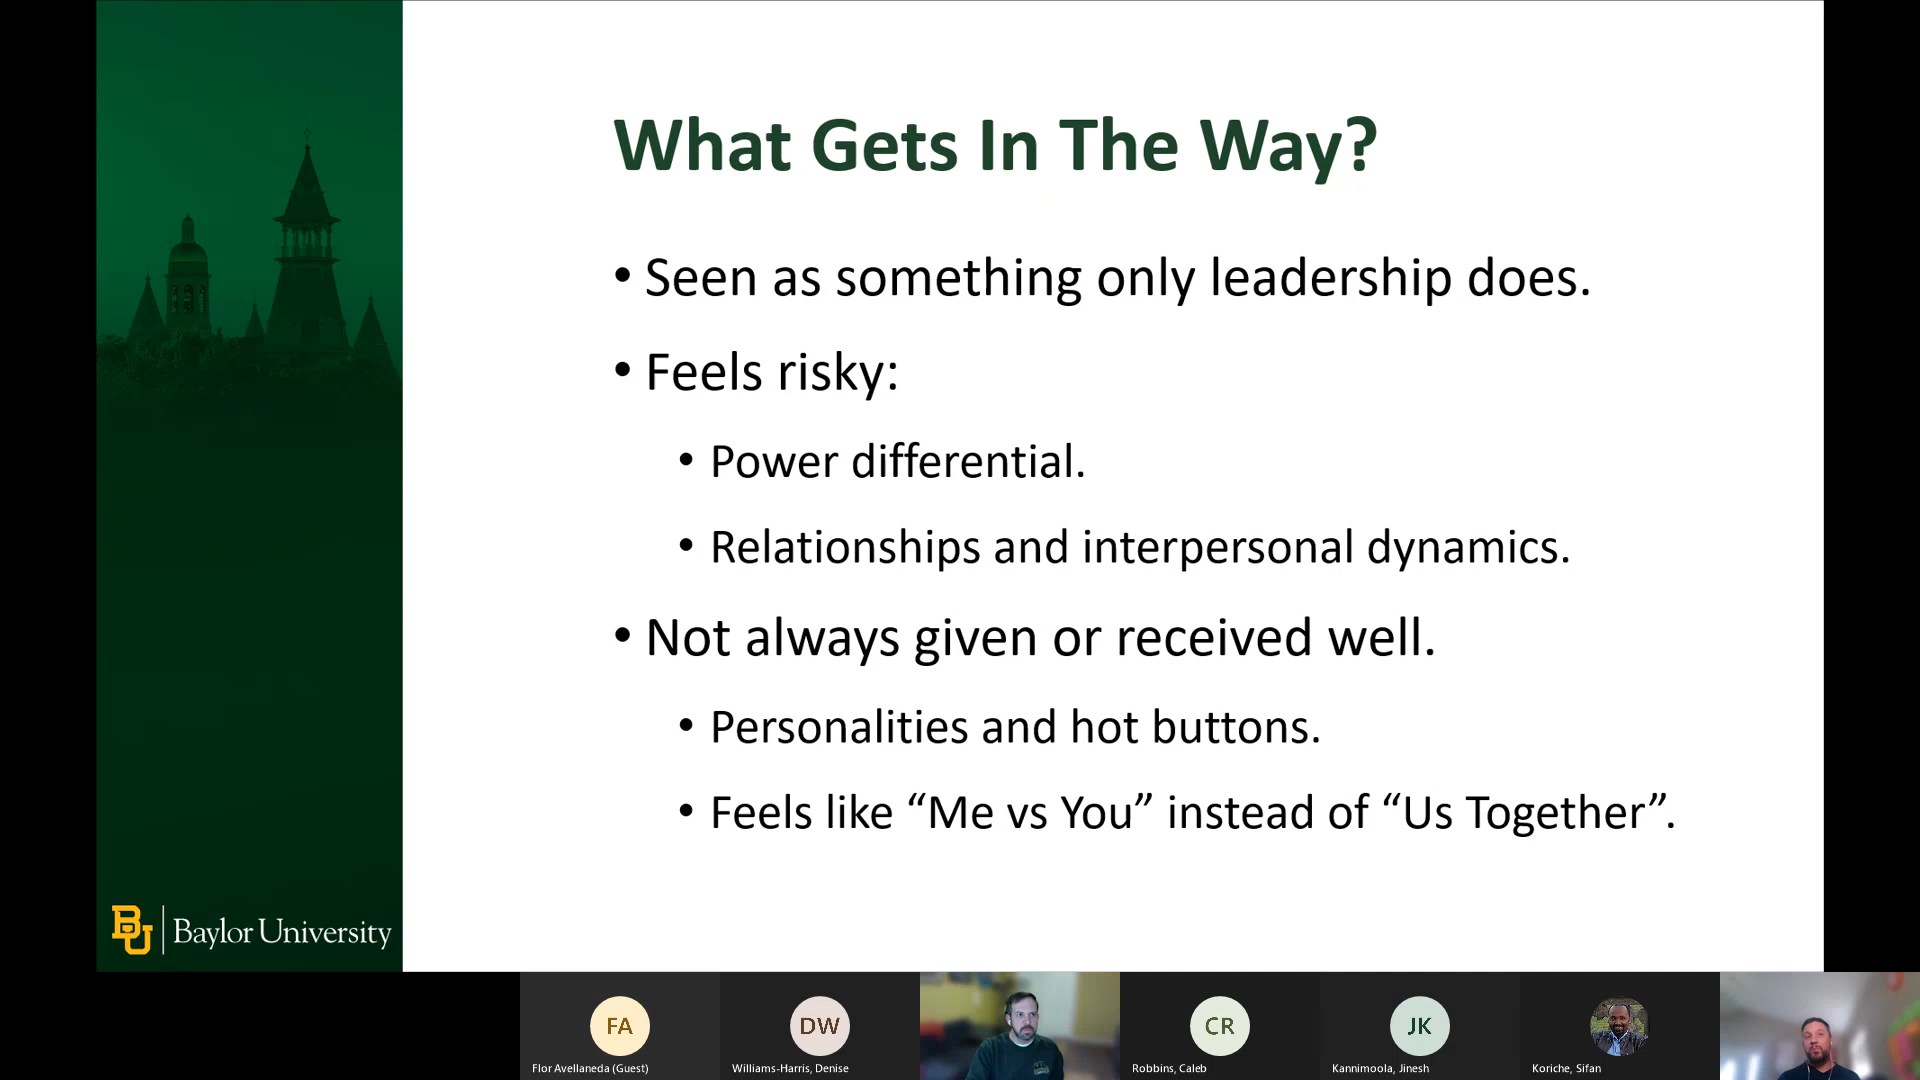 What Gets In The Way?
• Seen as something only leadership does.
• Feels risky:
• Power differential.
• Relationships and interpersonal dynamics.
• Not always given or received well.
• Personalities and hot buttons.
• Feels like “Me vs You” instead of “Us Together”.
BU Baylor University
FA
DW
CR
JK
Flor Avellaneda (Guest)
Williams-Harris, Denise
Robbins, Caleb
Kannimoola, Jinesh
Koriche, Sifan